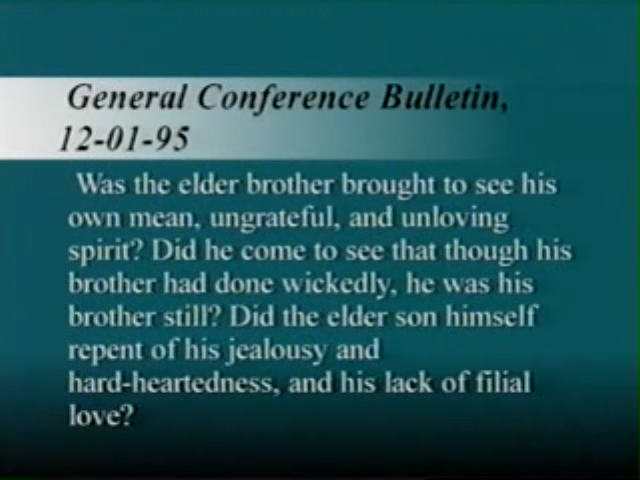 General Conference Bulletin,
12-01-95
Was the elder brother brought to see his
own mean, ungrateful, and unloving
spirit? Did he come to see that though his
brother had done wickedly, he was his
brother still? Did the elder son himself
repent of his jealousy and
hard-heartedness, and his lack of filial
love?